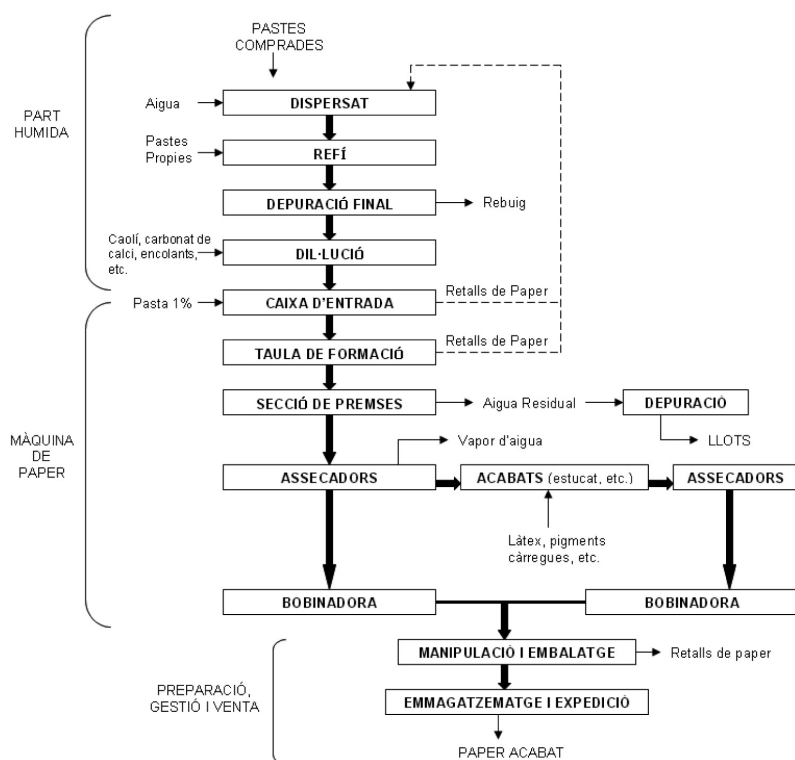 PASTES
COMPRADES
PART
HUMIDA
Aigua
DISPERSAT
Pastes
Propies
REFÍ
DEPURACIÓ FINAL
Rebuig
Caolí, carbonat de
calci, encolants,
etc.
DIL·LUCIÓ
Pasta 1%
CAIXA D'ENTRADA
Retalls de Paper
TAULA DE FORMACIÓ
Retalls de Paper
SECCIÓ DE PREMSES
Aigua Residual
DEPURACIÓ
LLOTS
MÀQUINA
DE
PAPER
Vapor d'aigua
ASSECADORS
ACABATS (estucat, etc.)
ASSECADORS
Làtex, pigments
càrregues, etc.
BOBINADORA
BOBINADORA
MANIPULACIÓ I EMBALATGE
Retalls de paper
PREPARACIÓ,
GESTIÓ I VENTA
EMMAGATZEMATGE I EXPEDICIÓ
PAPER ACABAT